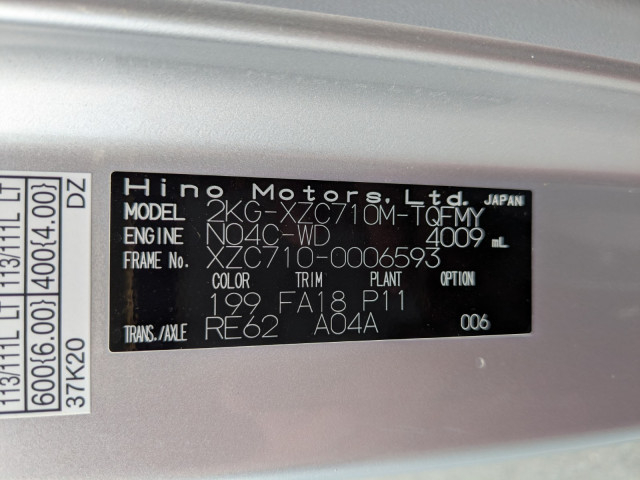 Hino Motors, Ltd. JAPAN
MODEL 2KG-XZC710M-TQFMY
ENGINE N04C-WD 4009 mL
FRAME No. XZC710-0006593
COLOR TRIM PLANT OPTION
199 FA18 P11
TRANS./AXLE RE62 A04A 006
113/111L LT 113/111L LT
600{6.00} 400{4.00}
37K20 DZ